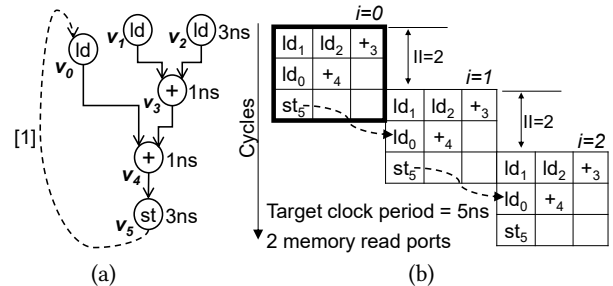 (a) (b)
i=0
ld v0
ld v1
ld v2 3ns
+ v3 1ns
[1]
+ v4 1ns
st v5 3ns
Cycles
ld1 ld2 +3
ld0 +4
st5
II=2
i=1
ld1 ld2 +3
ld0 +4
st5
II=2
i=2
ld1 ld2 +3
ld0 +4
st5
Target clock period = 5ns
2 memory read ports
(a)
(b)